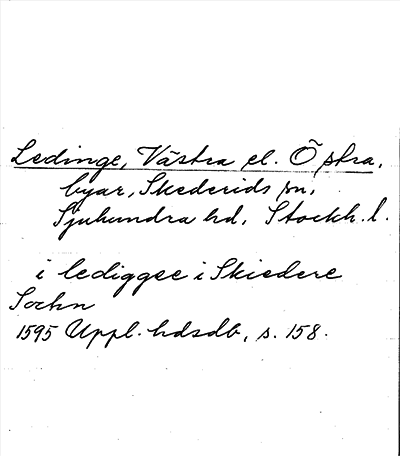 Ledinge, Västra el. Östra,
byar, Skederids sn,
Sjuhundra hd, Stockh. l.
i lediggee i Skiedere
Sochn
1595 Uppl. hdsdb, s. 158.